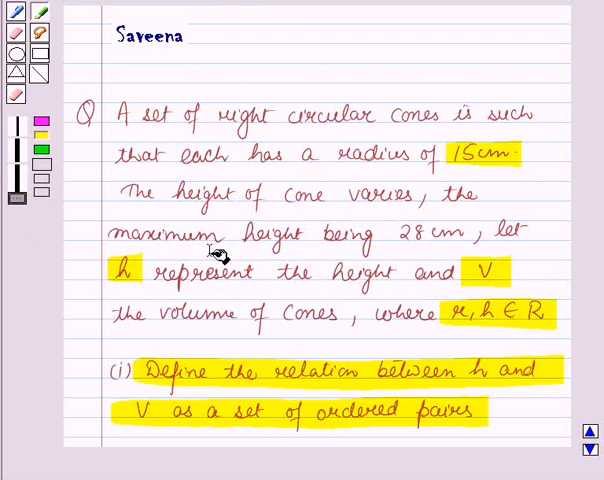 Saveena
Q A set of right circular cones is such
that each has a radius of 15cm.
The height of cone varies, the
maximum height being 28cm, let
h represent the height and V
the volume of cones, where r, h ∈ R
(i) Define the relation between h and
V as a set of ordered pairs